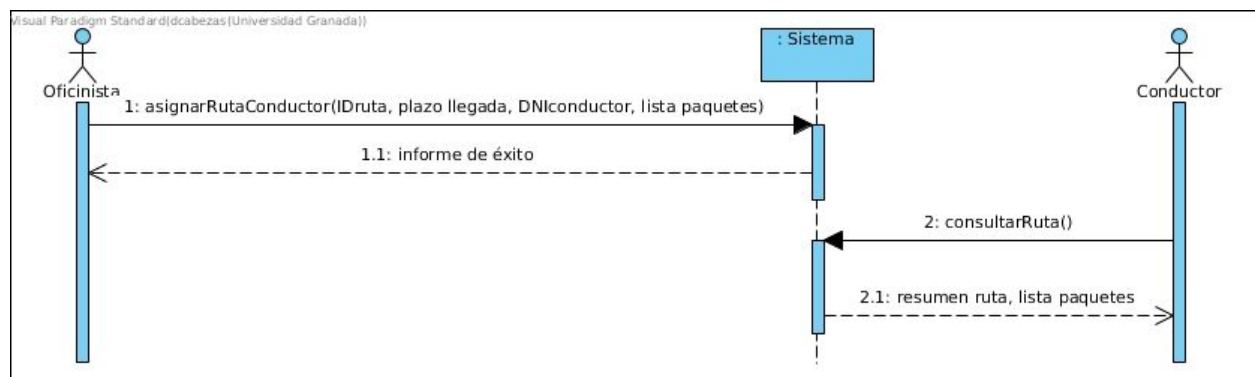 Visual Paradigm Standard(dcabezas(Universidad Granada))
: Sistema
Oficinista
Conductor
1: asignarRutaConductor(IDruta, plazo llegada, DNIconductor, lista paquetes)
1.1: informe de éxito
2: consultarRuta()
2.1: resumen ruta, lista paquetes